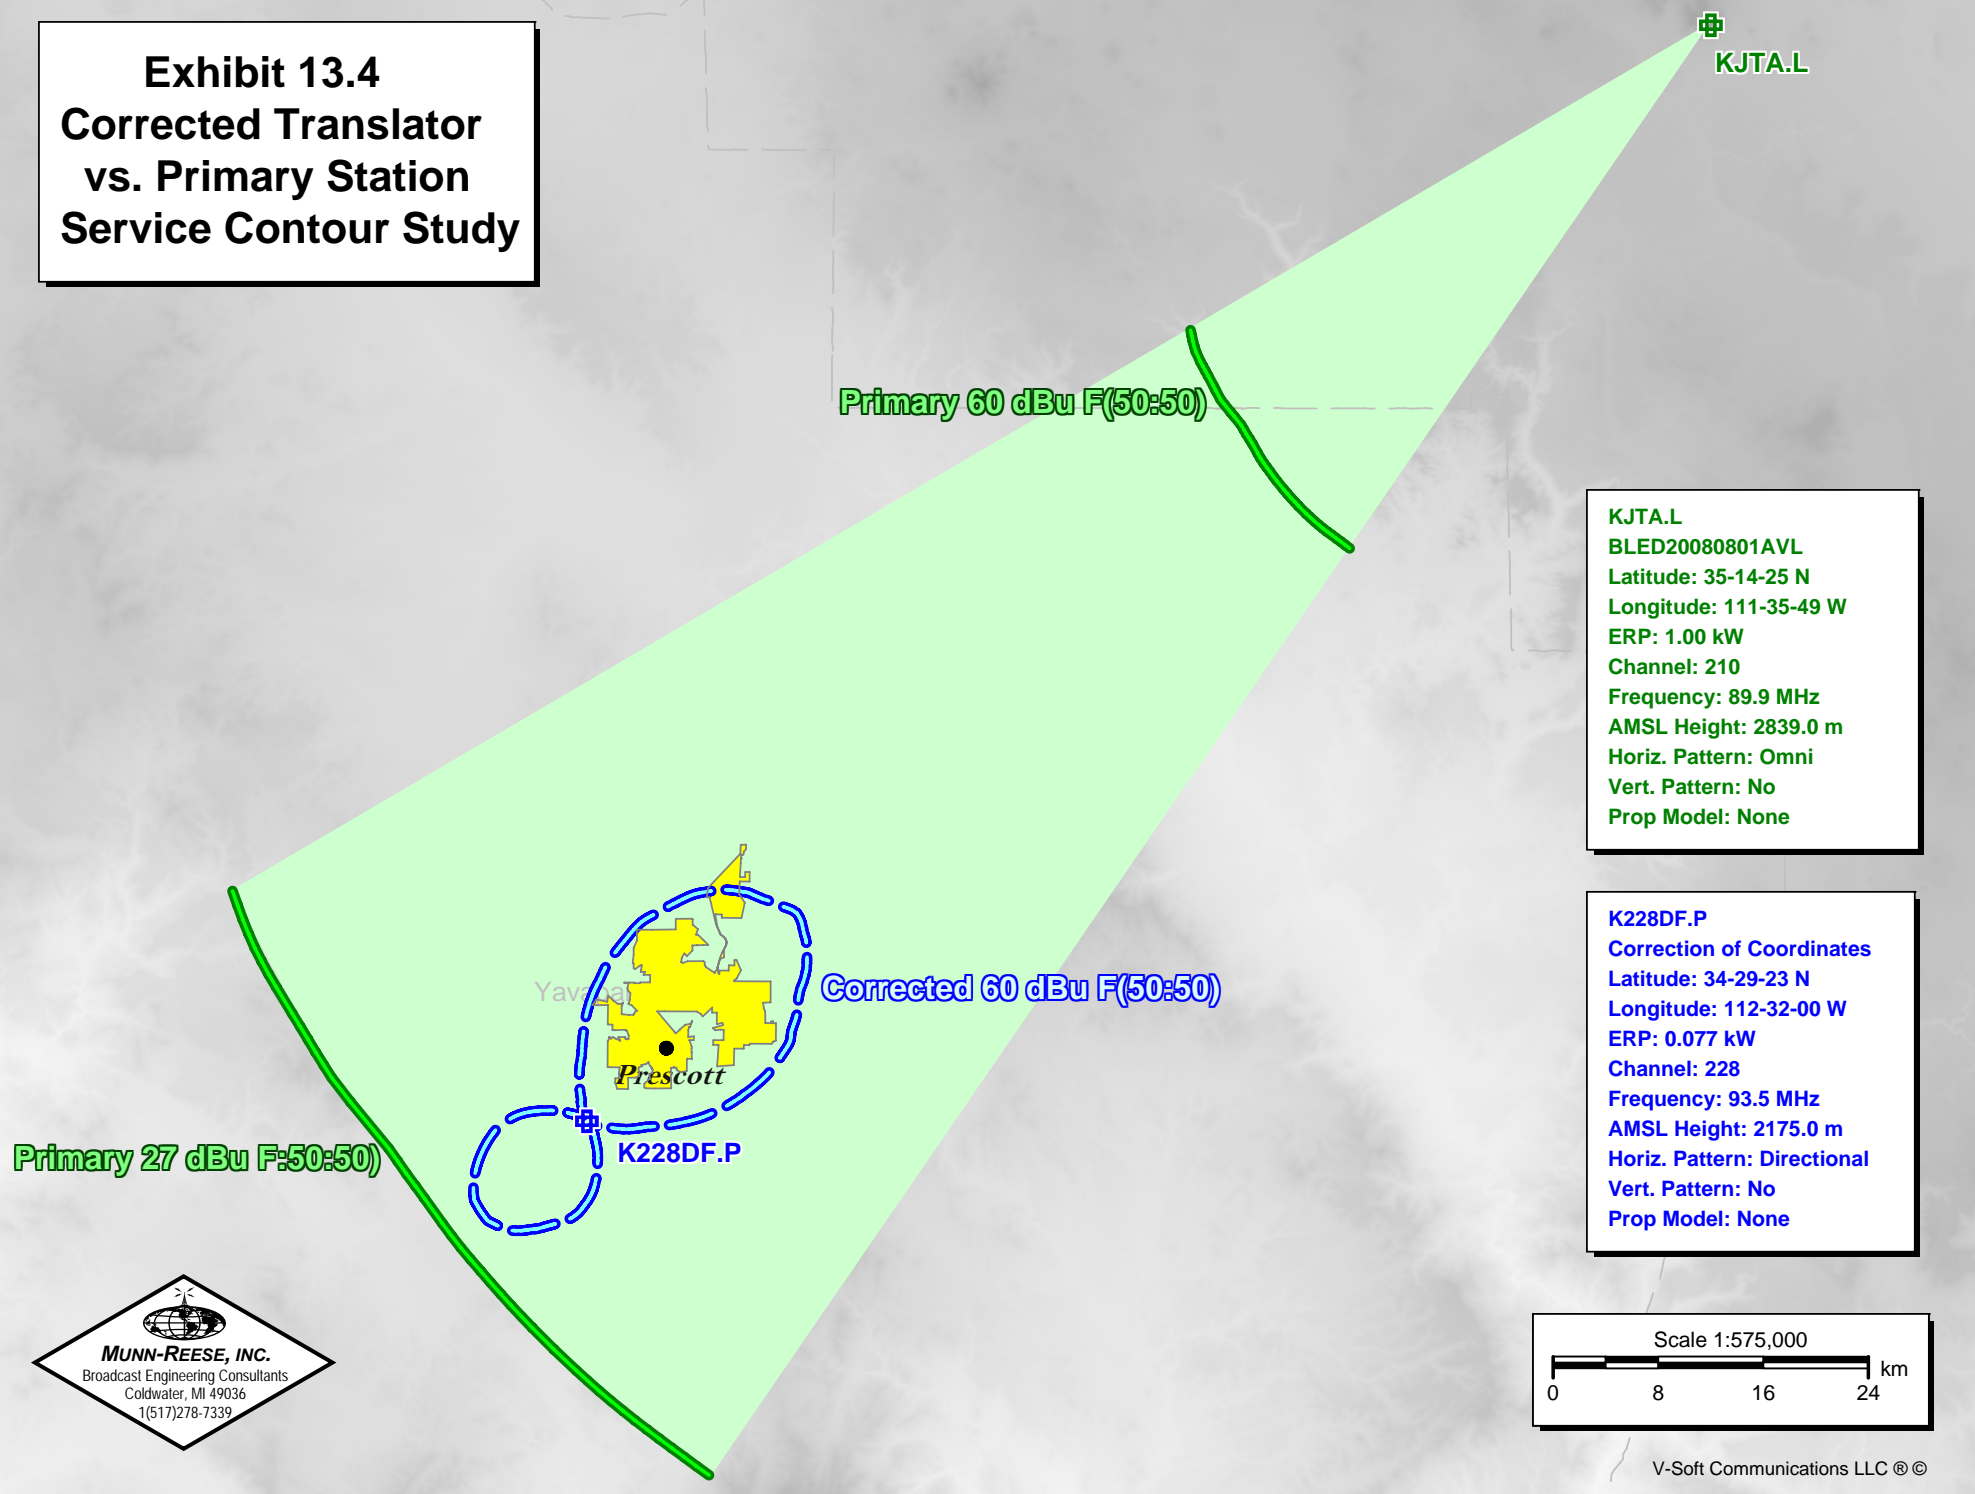 Exhibit 13.4
Corrected Translator
vs. Primary Station
Service Contour Study
KJTA.L
Primary 60 dBu F(50:50)
KJTA.L
BLED20080801AVL
Latitude: 35-14-25 N
Longitude: 111-35-49 W
ERP: 1.00 kW
Channel: 210
Frequency: 89.9 MHz
AMSL Height: 2839.0 m
Horiz. Pattern: Omni
Vert. Pattern: No
Prop Model: None
K228DF.P
Correction of Coordinates
Latitude: 34-29-23 N
Longitude: 112-32-00 W
ERP: 0.077 kW
Channel: 228
Frequency: 93.5 MHz
AMSL Height: 2175.0 m
Horiz. Pattern: Directional
Vert. Pattern: No
Prop Model: None
Yavapai
Corrected 60 dBu F(50:50)
Prescott
K228DF.P
Primary 27 dBu F:50:50)
MUNN-REESE, INC.
Broadcast Engineering Consultants
Coldwater, MI 49036
1(517)278-7339
Scale 1:575,000
km
0 8 16 24
V-Soft Communications LLC ® ©